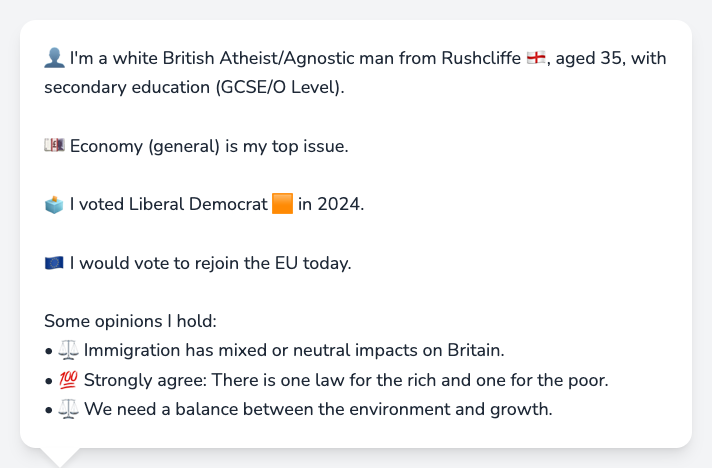 👤 I'm a white British Atheist/Agnostic man from Rushcliffe 🏴󠁧󠁢󠁥󠁮󠁧󠁿, aged 35, with
secondary education (GCSE/O Level).
💷 Economy (general) is my top issue.
🗳️ I voted Liberal Democrat 🟧 in 2024.
🇪🇺 I would vote to rejoin the EU today.
Some opinions I hold:
• ⚖️ Immigration has mixed or neutral impacts on Britain.
• 💯 Strongly agree: There is one law for the rich and one for the poor.
• ⚖️ We need a balance between the environment and growth.